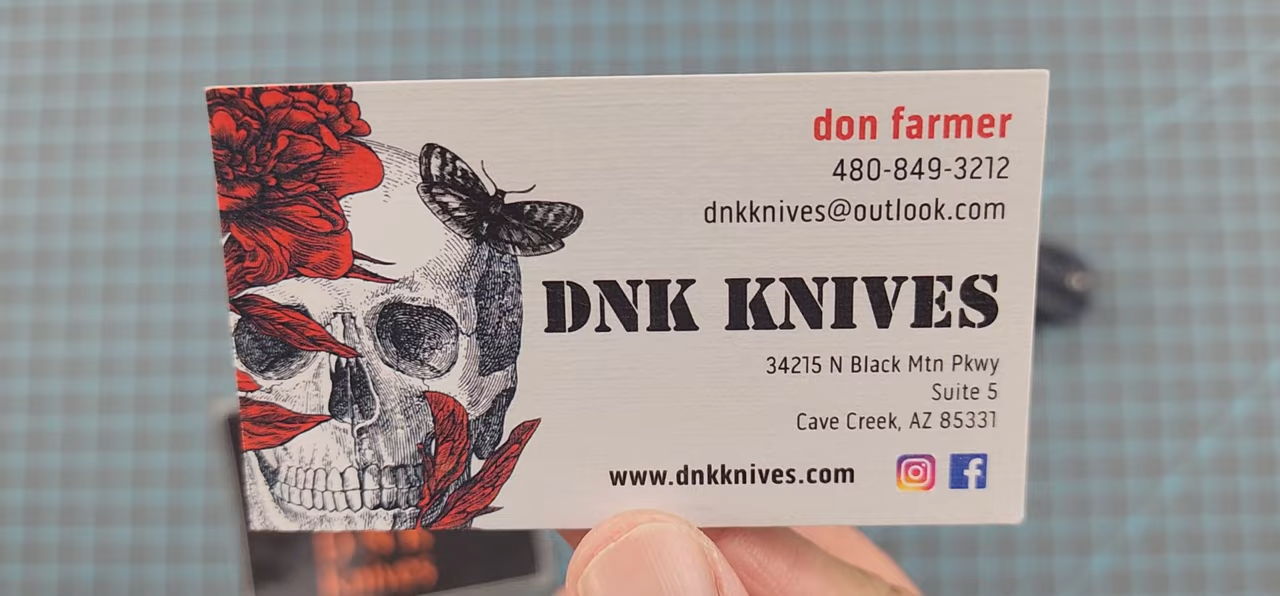 don farmer
480-849-3212
dnkknives@outlook.com
DNK KNIVES
34215 N Black Mtn Pkwy
Suite 5
Cave Creek, AZ 85331
www.dnkknives.com
knives